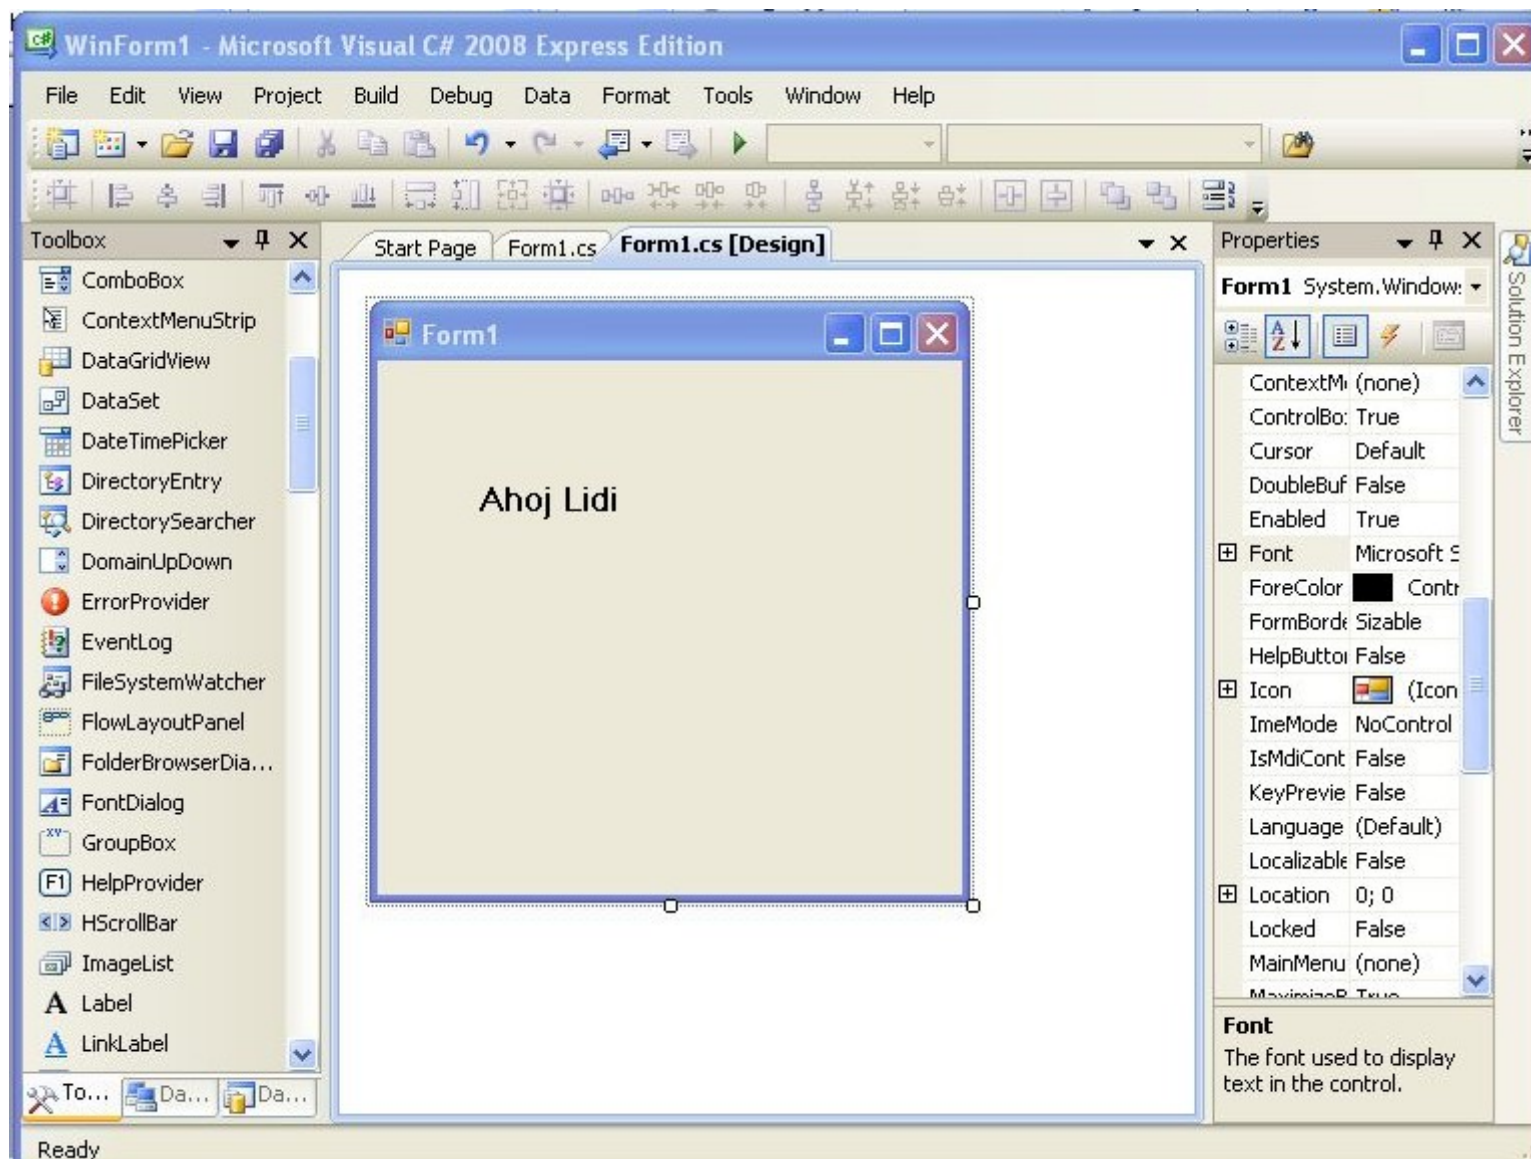 WinForm1 - Microsoft Visual C# 2008 Express Edition
File Edit View Project Build Debug Data Format Tools Window Help
Toolbox
ComboBox
ContextMenuStrip
DataGridView
DataSet
DateTimePicker
DirectoryEntry
DirectorySearcher
DomainUpDown
ErrorProvider
EventLog
FileSystemWatcher
FlowLayoutPanel
FolderBrowserDia...
FontDialog
GroupBox
HelpProvider
HScrollBar
ImageList
Label
LinkLabel
To... Da... Da...
Start Page Form1.cs Form1.cs [Design]
Form1
Ahoj Lidi
Properties
Form1 System.Window
ContextM (none)
ControlBo True
Cursor Default
DoubleBuf False
Enabled True
Font Microsoft S
ForeColor Contr
FormBorde Sizable
HelpButto False
Icon (Icon
ImeMode NoControl
IsMdiCont False
KeyPrevie False
Language (Default)
Localizable False
Location 0; 0
Locked False
MainMenu (none)
Font
The font used to display
text in the control.
Solution Explorer
Ready